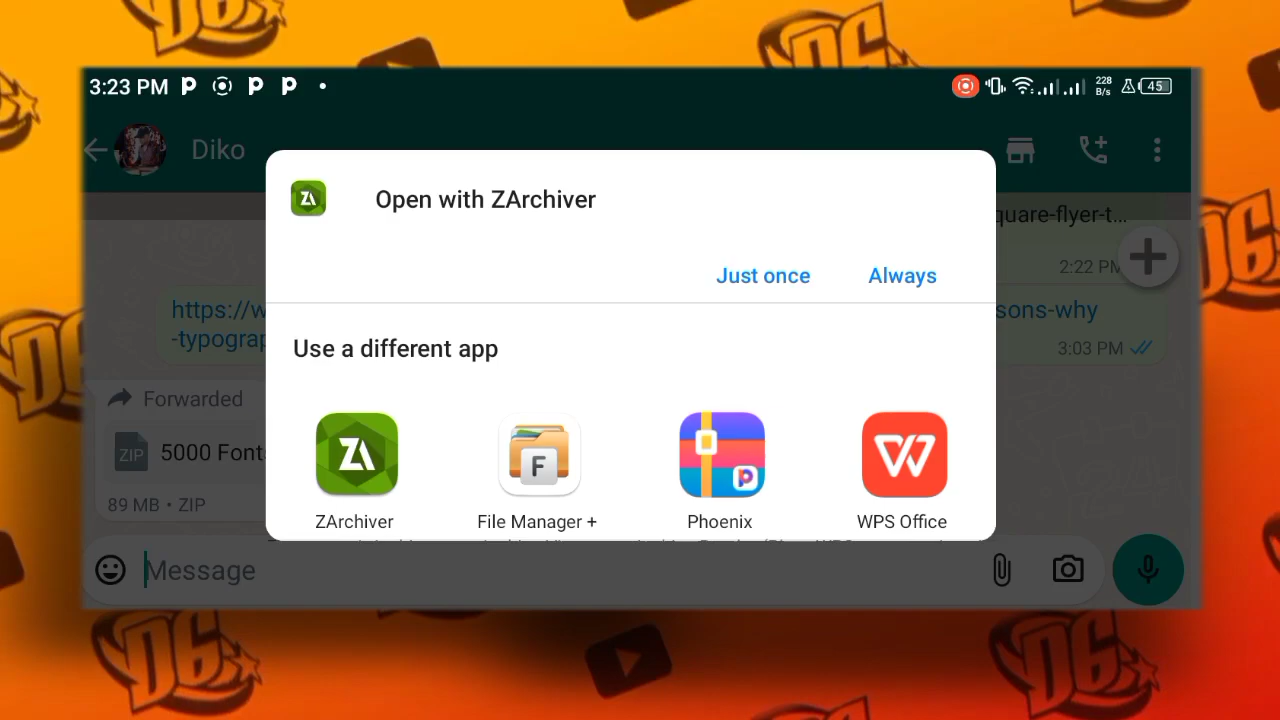 3:23 PM
228
B/s
45
Diko
Open with ZArchiver
quare-flyer-t...
Just once
Always
2:22 PM
https://w
sons-why
-typograp
3:03 PM
Use a different app
Forwarded
ZIP
5000 Font
89 MB • ZIP
ZA
F
ZArchiver
File Manager +
Phoenix
WPS Office
Message
D6